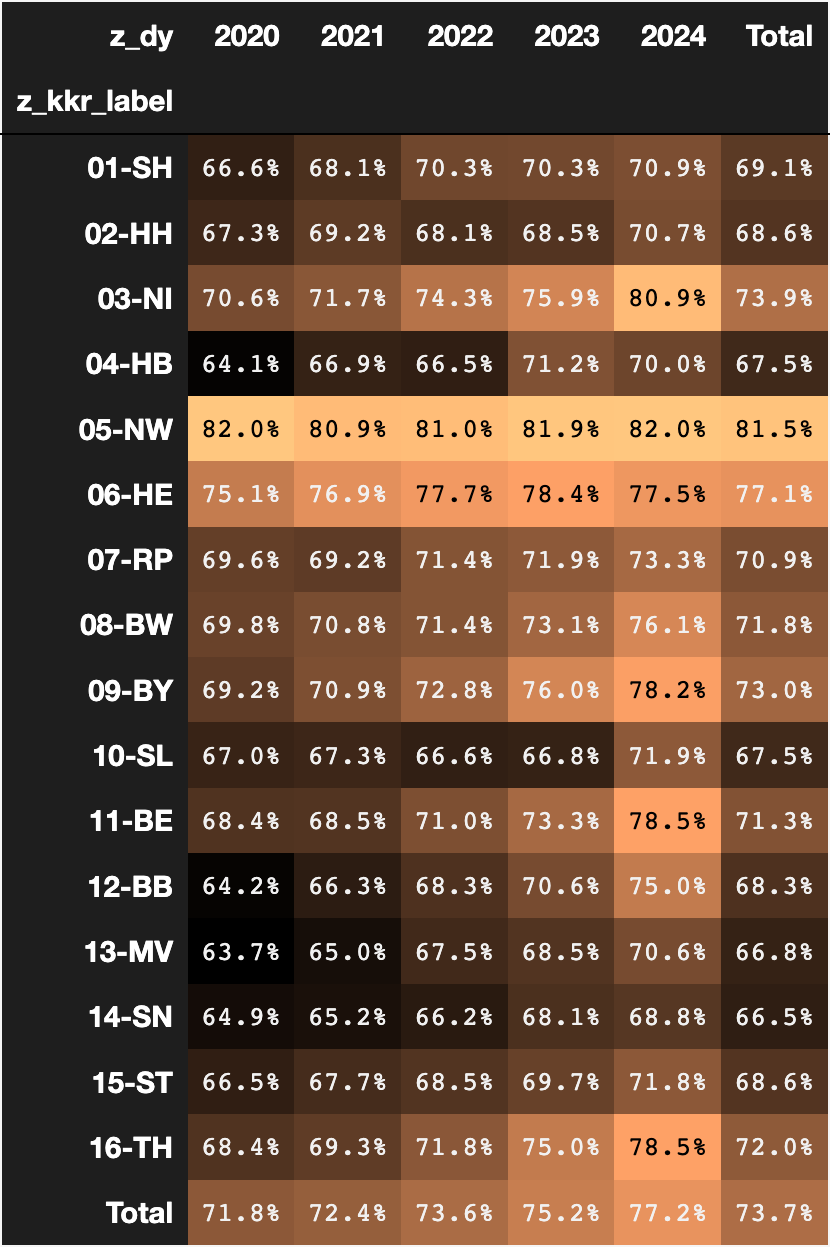 z_dy 2020 2021 2022 2023 2024 Total
z_kkr_label
01-SH 66.6% 68.1% 70.3% 70.3% 70.9% 69.1%
02-HH 67.3% 69.2% 68.1% 68.5% 70.7% 68.6%
03-NI 70.6% 71.7% 74.3% 75.9% 80.9% 73.9%
04-HB 64.1% 66.9% 66.5% 71.2% 70.0% 67.5%
05-NW 82.0% 80.9% 81.0% 81.9% 82.0% 81.5%
06-HE 75.1% 76.9% 77.7% 78.4% 77.5% 77.1%
07-RP 69.6% 69.2% 71.4% 71.9% 73.3% 70.9%
08-BW 69.8% 70.8% 71.4% 73.1% 76.1% 71.8%
09-BY 69.2% 70.9% 72.8% 76.0% 78.2% 73.0%
10-SL 67.0% 67.3% 66.6% 66.8% 71.9% 67.5%
11-BE 68.4% 68.5% 71.0% 73.3% 78.5% 71.3%
12-BB 64.2% 66.3% 68.3% 70.6% 75.0% 68.3%
13-MV 63.7% 65.0% 67.5% 68.5% 70.6% 66.8%
14-SN 64.9% 65.2% 66.2% 68.1% 68.8% 66.5%
15-ST 66.5% 67.7% 68.5% 69.7% 71.8% 68.6%
16-TH 68.4% 69.3% 71.8% 75.0% 78.5% 72.0%
Total 71.8% 72.4% 73.6% 75.2% 77.2% 73.7%